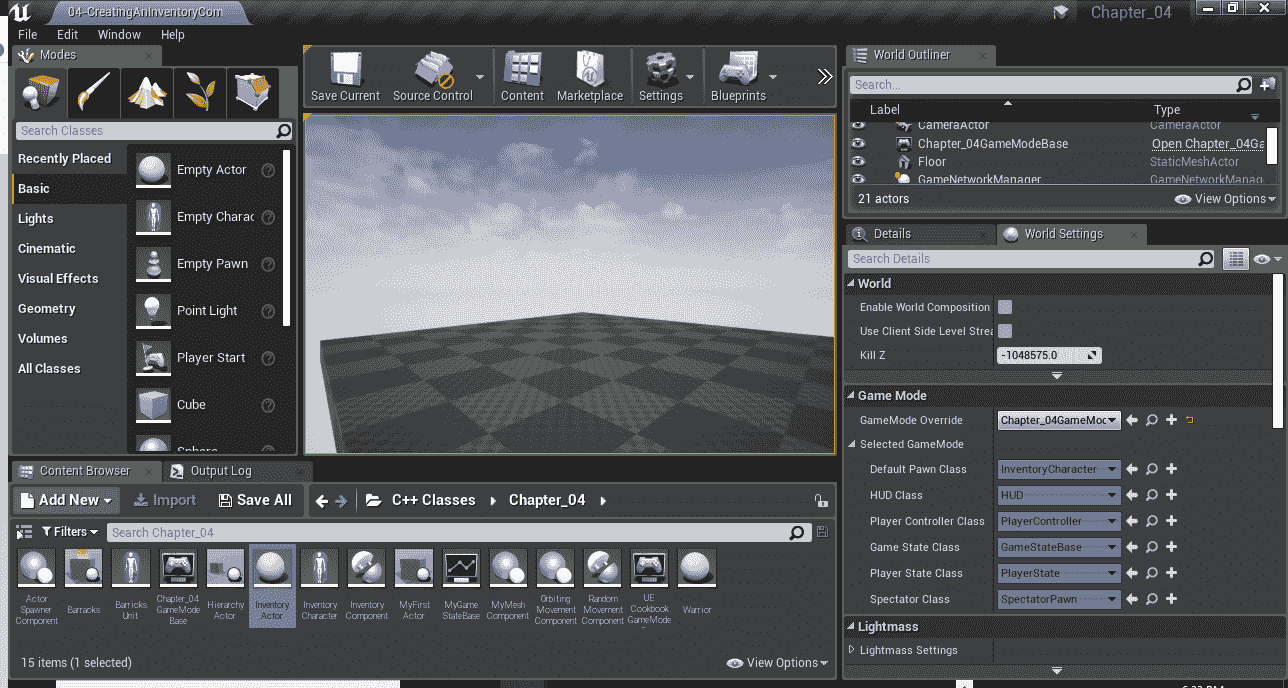 04-CreatingAnInventoryCom
Chapter_04
File Edit Window Help
Modes
Search Classes
Recently Placed
Basic
Lights
Cinematic
Visual Effects
Geometry
Volumes
All Classes
Empty Actor
Empty Charac
Empty Pawn
Point Light
Player Start
Cube
Sphere
Save Current
Source Control
Content
Marketplace
Settings
Blueprints
World Outliner
Search...
Label Type
CameraActor CameraActor
Chapter_04GameModeBase Open Chapter_04Ga
Floor StaticMeshActor
GameNetworkManager GameNetworkManag
21 actors View Options
Details World Settings
Search Details
World
Enable World Composition
Use Client Side Level Strea
Kill Z -1048575.0
Game Mode
GameMode Override Chapter_04GameMoc
Selected GameMode
Default Pawn Class InventoryCharacter
HUD Class HUD
Player Controller Class PlayerController
Game State Class GameStateBase
Player State Class PlayerState
Spectator Class SpectatorPawn
Lightmass
Lightmass Settings
Content Browser Output Log
Add New Import Save All C++ Classes Chapter_04
Filters Search Chapter_04
Actor
Spawner
Component
Barracks
Barricks
Unit
Chapter_04
GameMode
Base
Hierarchy
Actor
Inventory
Actor
Inventory
Character
Inventory
Component
MyFirst
Actor
MyGame
StateBase
MyMesh
Component
Orbiting
Movement
Component
Random
Movement
Component
UE
Cookbook
GameMode
Warrior
15 items (1 selected) View Options